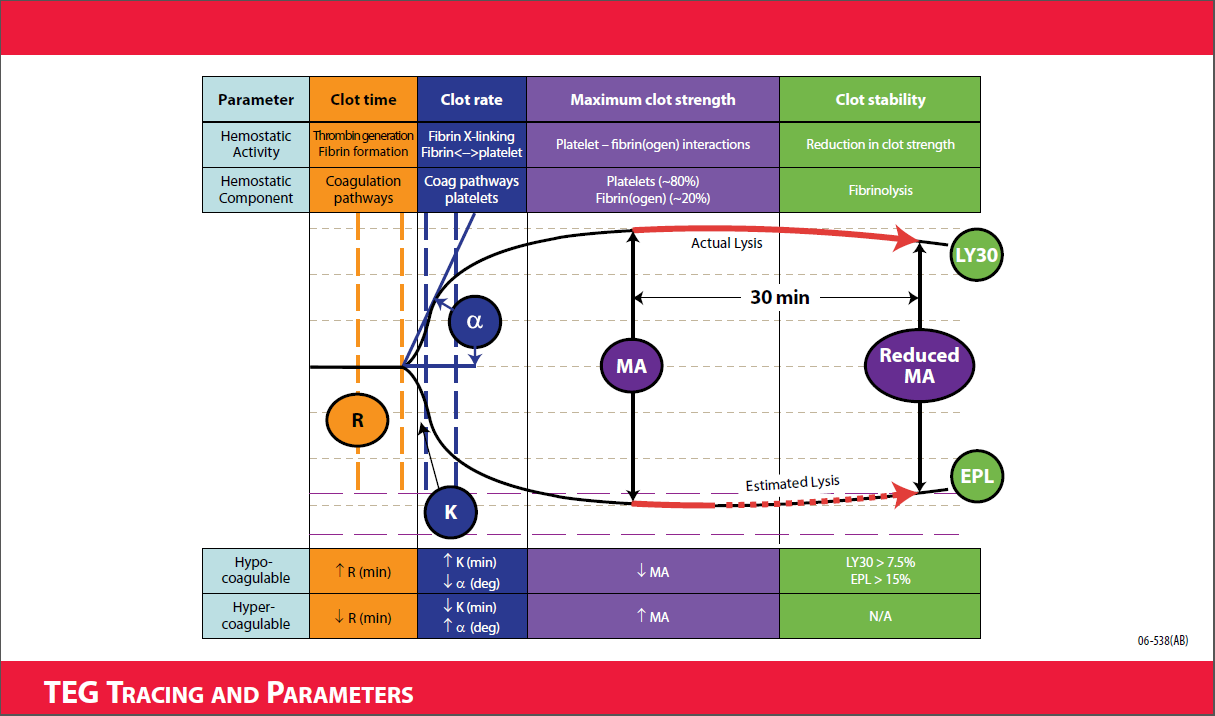 Parameter
Clot time
Clot rate
Maximum clot strength
Clot stability
Hemostatic
Activity
Thrombin generation
Fibrin formation
Fibrin X-linking
Fibrin<->platelet
Platelet – fibrin(ogen) interactions
Reduction in clot strength
Hemostatic
Component
Coagulation
pathways
Coag pathways
platelets
Platelets (~80%)
Fibrin(ogen) (~20%)
Fibrinolysis
Actual Lysis
LY30
30 min
α
MA
Reduced
MA
R
K
Estimated Lysis
EPL
Hypo-
coagulable
↑ R (min)
↑ K (min)
↓ α (deg)
↓ MA
LY30 > 7.5%
EPL > 15%
Hyper-
coagulable
↓ R (min)
↓ K (min)
↑ α (deg)
↑ MA
N/A
06-538(AB)
TEG TRACING AND PARAMETERS